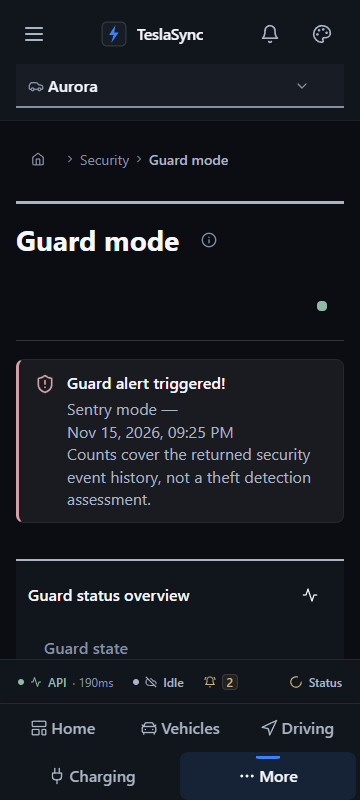 TeslaSync
Aurora
Security
Guard mode
Guard mode
Guard alert triggered!
Sentry mode —
Nov 15, 2026, 09:25 PM
Counts cover the returned security
event history, not a theft detection
assessment.
Guard status overview
Guard state
API · 190ms
Idle
2
Status
Home
Vehicles
Driving
Charging
More